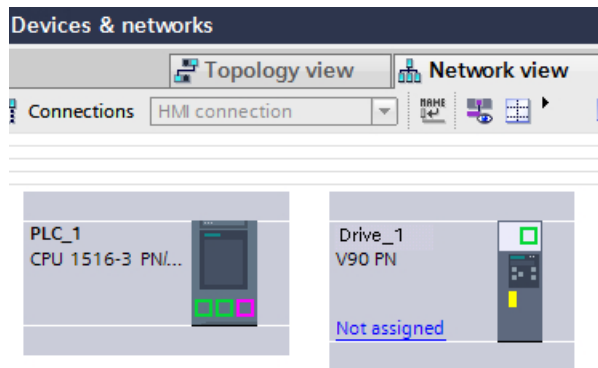 Devices & networks
Topology view
Network view
Connections
HMI connection
NAME
PLC_1
CPU 1516-3 PN/...
Drive_1
V90 PN
Not assigned